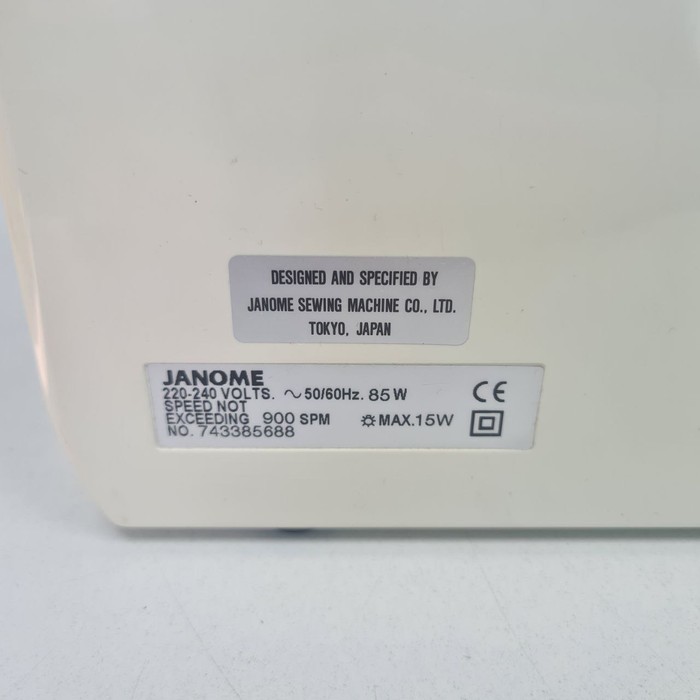 DESIGNED AND SPECIFIED BY
JANOME SEWING MACHINE CO., LTD.
TOKYO, JAPAN
JANOME
220-240 VOLTS. ~ 50/60Hz. 85W
SPEED NOT
EXCEEDING 900 SPM MAX.15W
NO. 743385688
CE